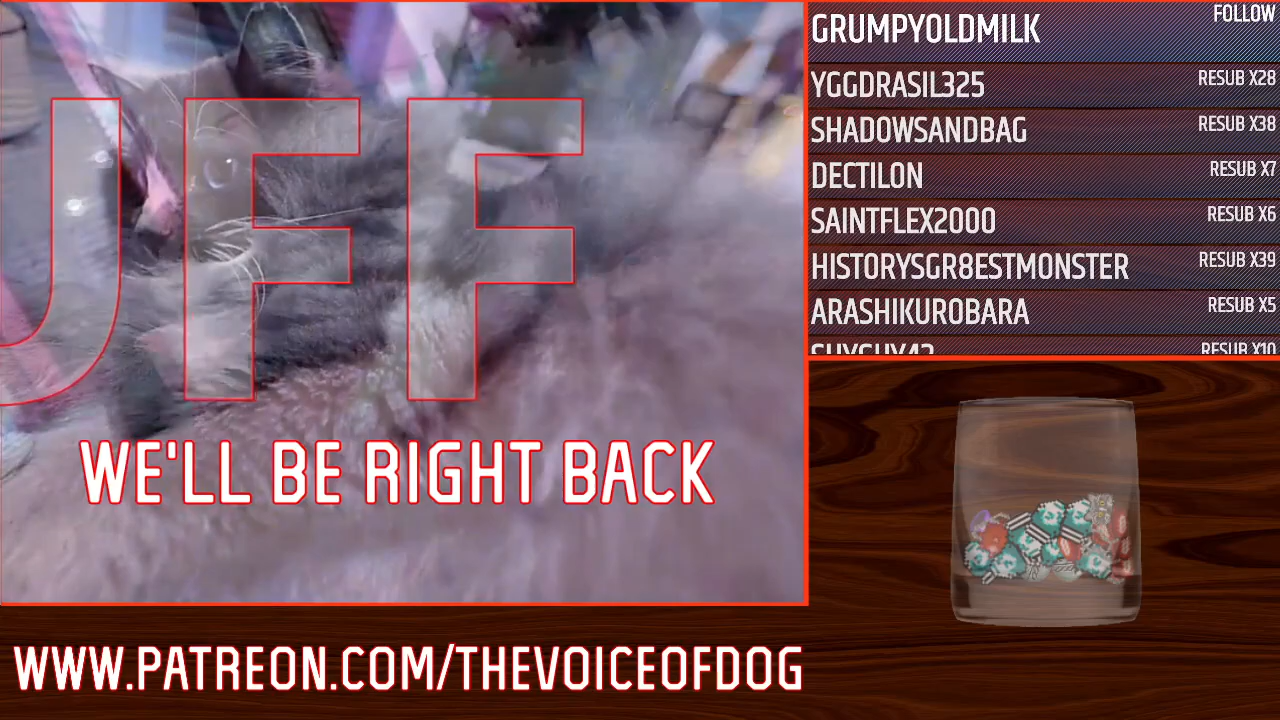 UFF
WE'LL BE RIGHT BACK
WWW.PATREON.COM/THEVOICEOFDOG
GRUMPYOLDMILK FOLLOW
YGGDRASIL325 RESUB X28
SHADOWSANDBAG RESUB X38
DECTILON RESUB X7
SAINTFLEX2000 RESUB X6
HISTORYSGR8ESTMONSTER RESUB X39
ARASHIKUROBARA RESUB X5
RESUB X10